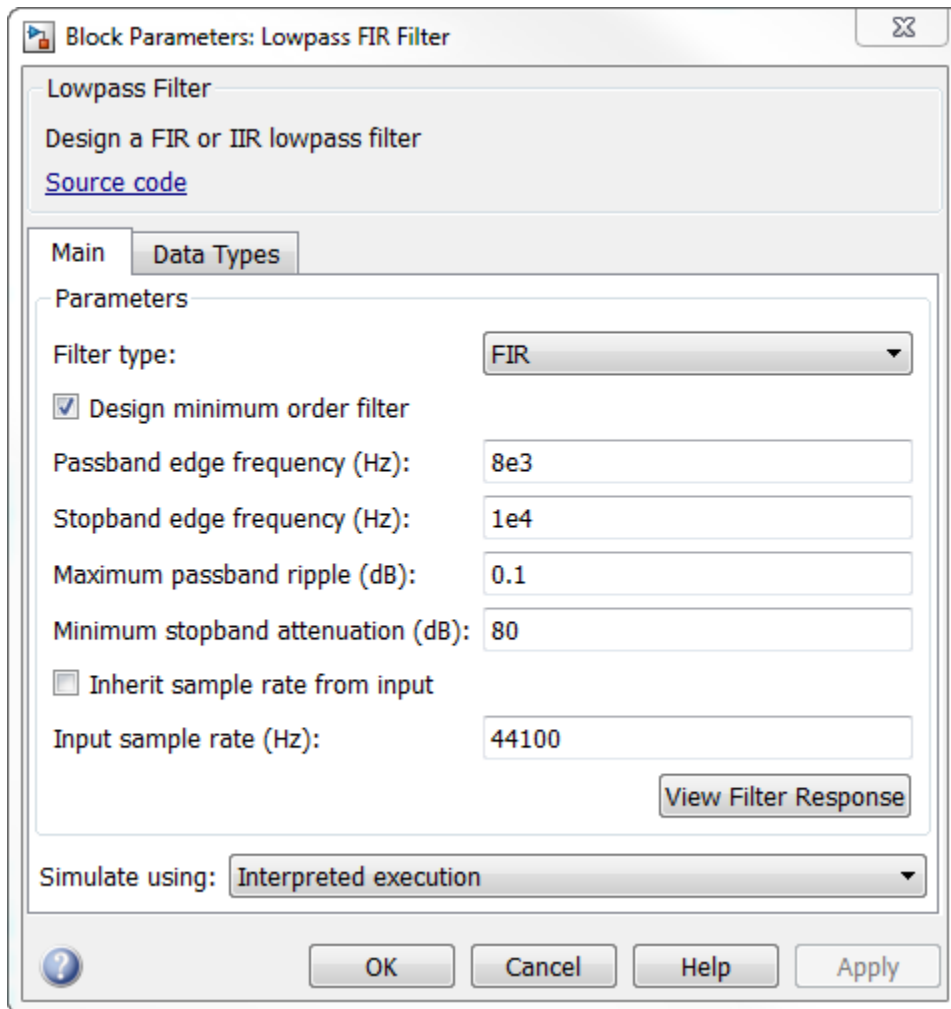 Block Parameters: Lowpass FIR Filter
Lowpass Filter
Design a FIR or IIR lowpass filter
Source code
Main Data Types
Parameters
Filter type: FIR
Design minimum order filter
Passband edge frequency (Hz): 8e3
Stopband edge frequency (Hz): 1e4
Maximum passband ripple (dB): 0.1
Minimum stopband attenuation (dB): 80
Inherit sample rate from input
Input sample rate (Hz): 44100
View Filter Response
Simulate using: Interpreted execution
? OK Cancel Help Apply